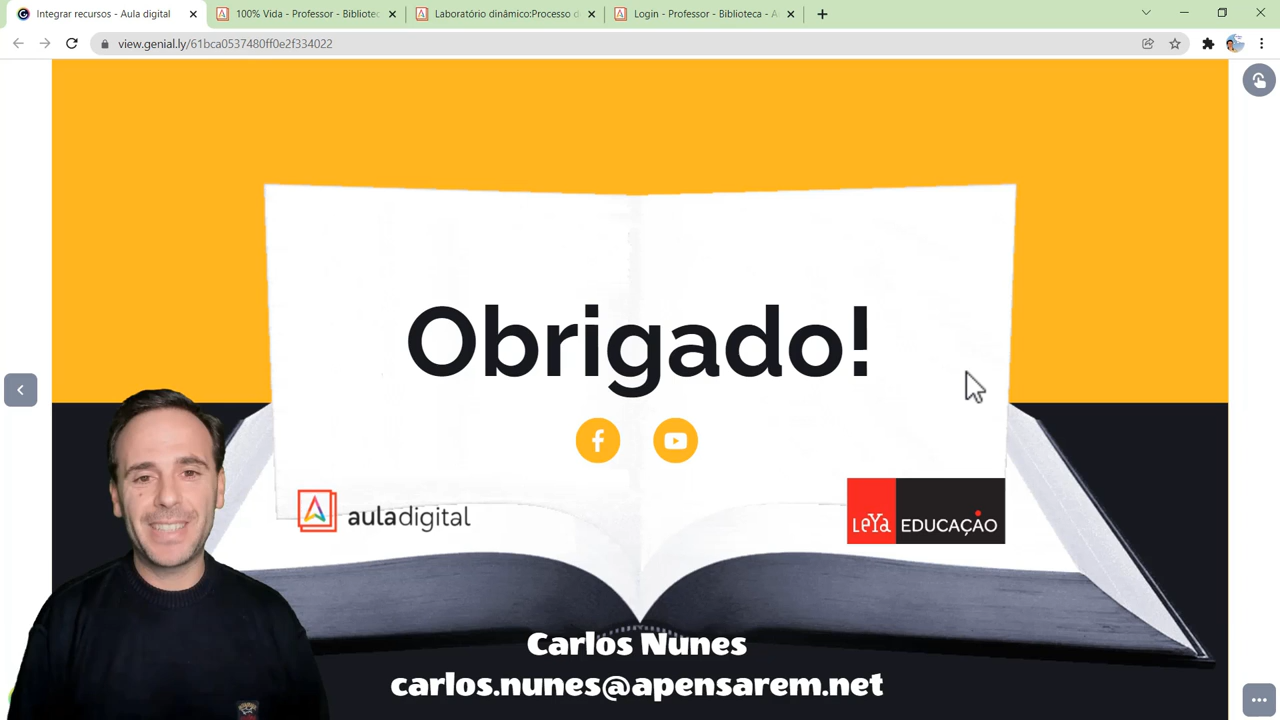 Integrar recursos - Aula digital
100% Vida - Professor - Bibliotec
Laboratório dinâmico:Processo d
Login - Professor - Biblioteca - A
view.genial.ly/61bca0537480ff0e2f334022
Obrigado!
auladigital
LeYa EDUCAÇÃO
Carlos Nunes
carlos.nunes@apensarem.net